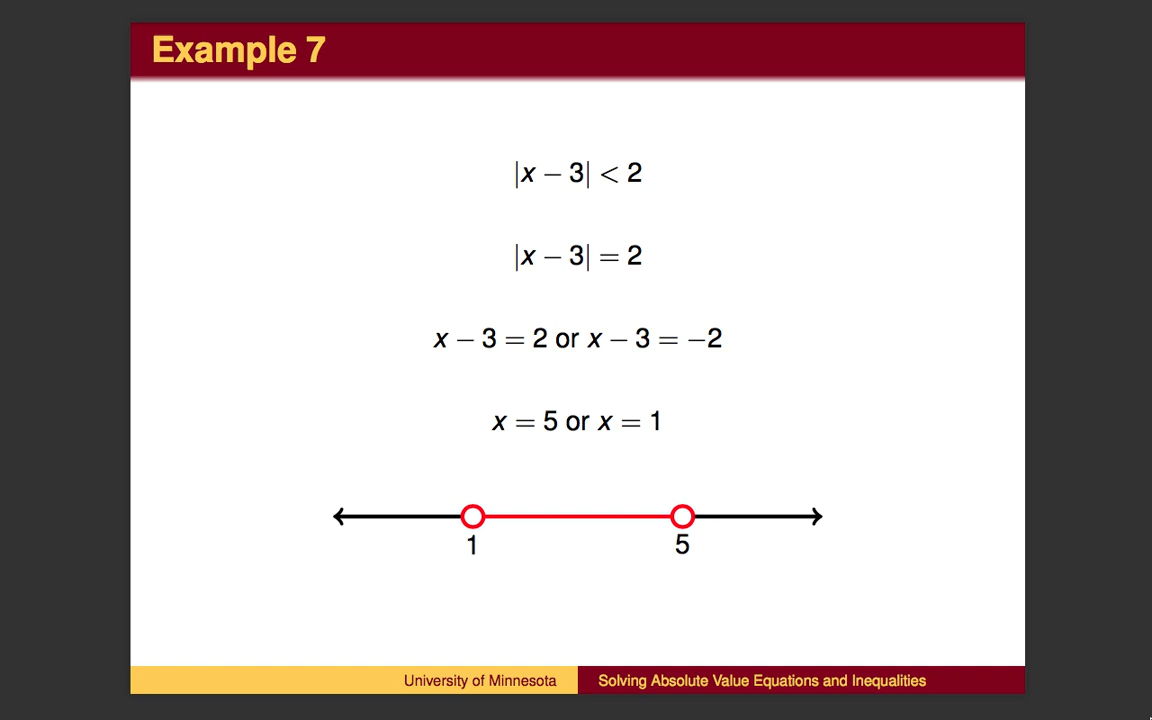 Example 7
|x − 3| < 2
|x − 3| = 2
x − 3 = 2 or x − 3 = −2
x = 5 or x = 1
1 5
University of Minnesota Solving Absolute Value Equations and Inequalities